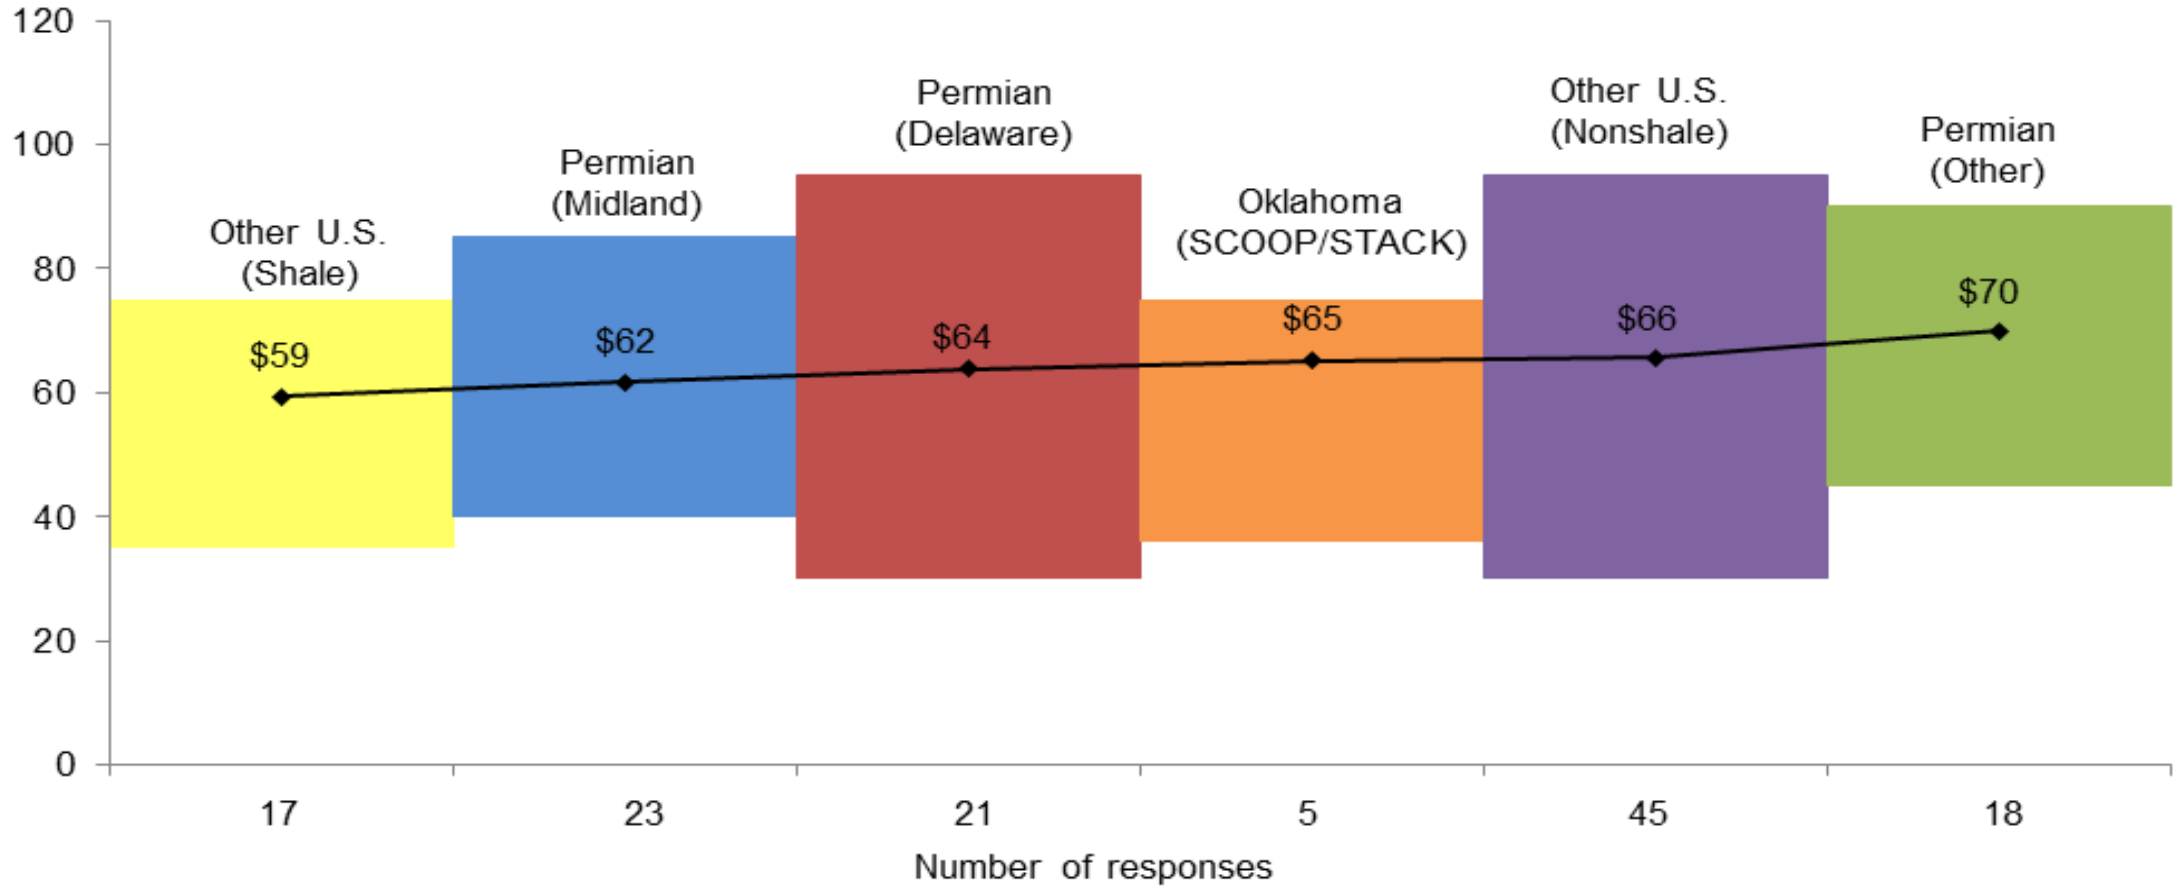 120
100
80
60
40
20
0
Other U.S.
(Shale)
Permian
(Midland)
Permian
(Delaware)
Oklahoma
(SCOOP/STACK)
Other U.S.
(Nonshale)
Permian
(Other)
$59
$62
$64
$65
$66
$70
17 23 21 5 45 18
Number of responses